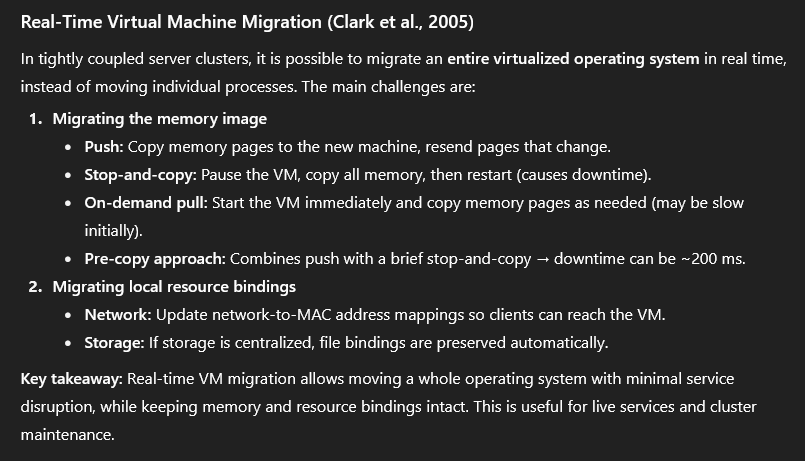 Real-Time Virtual Machine Migration (Clark et al., 2005)
In tightly coupled server clusters, it is possible to migrate an entire virtualized operating system in real time,
instead of moving individual processes. The main challenges are:
1. Migrating the memory image
• Push: Copy memory pages to the new machine, resend pages that change.
• Stop-and-copy: Pause the VM, copy all memory, then restart (causes downtime).
• On-demand pull: Start the VM immediately and copy memory pages as needed (may be slow
initially).
• Pre-copy approach: Combines push with a brief stop-and-copy → downtime can be ~200 ms.
2. Migrating local resource bindings
• Network: Update network-to-MAC address mappings so clients can reach the VM.
• Storage: If storage is centralized, file bindings are preserved automatically.
Key takeaway: Real-time VM migration allows moving a whole operating system with minimal service
disruption, while keeping memory and resource bindings intact. This is useful for live services and cluster
maintenance.